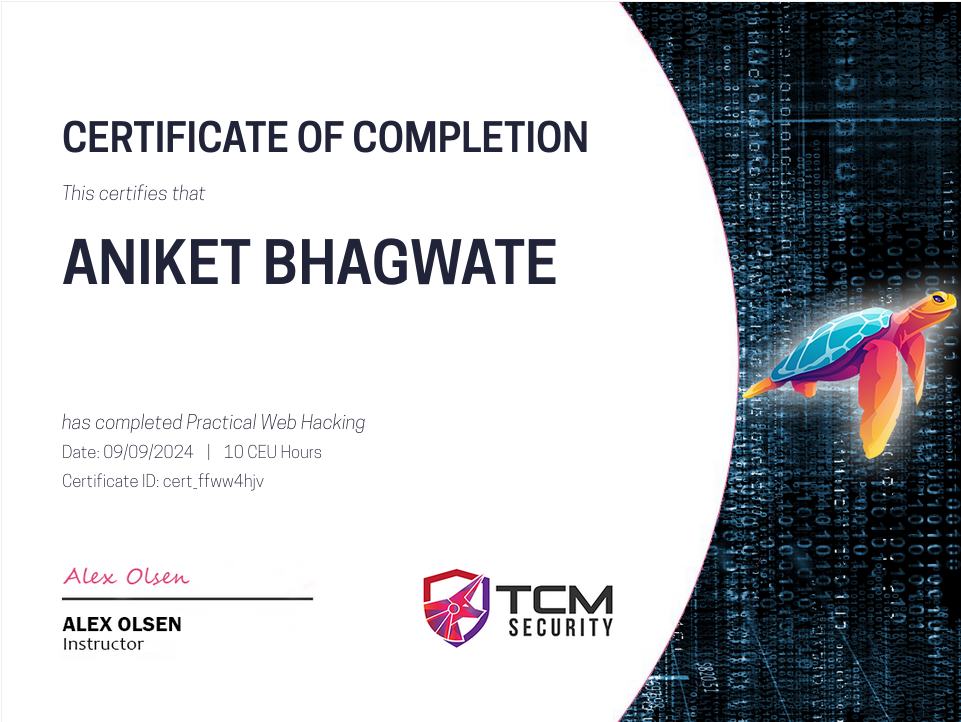 CERTIFICATE OF COMPLETION
This certifies that
ANIKET BHAGWATE
has completed Practical Web Hacking
Date: 09/09/2024 | 10 CEU Hours
Certificate ID: cert_ffww4hjv
Alex Olsen
ALEX OLSEN
Instructor
TCM
SECURITY